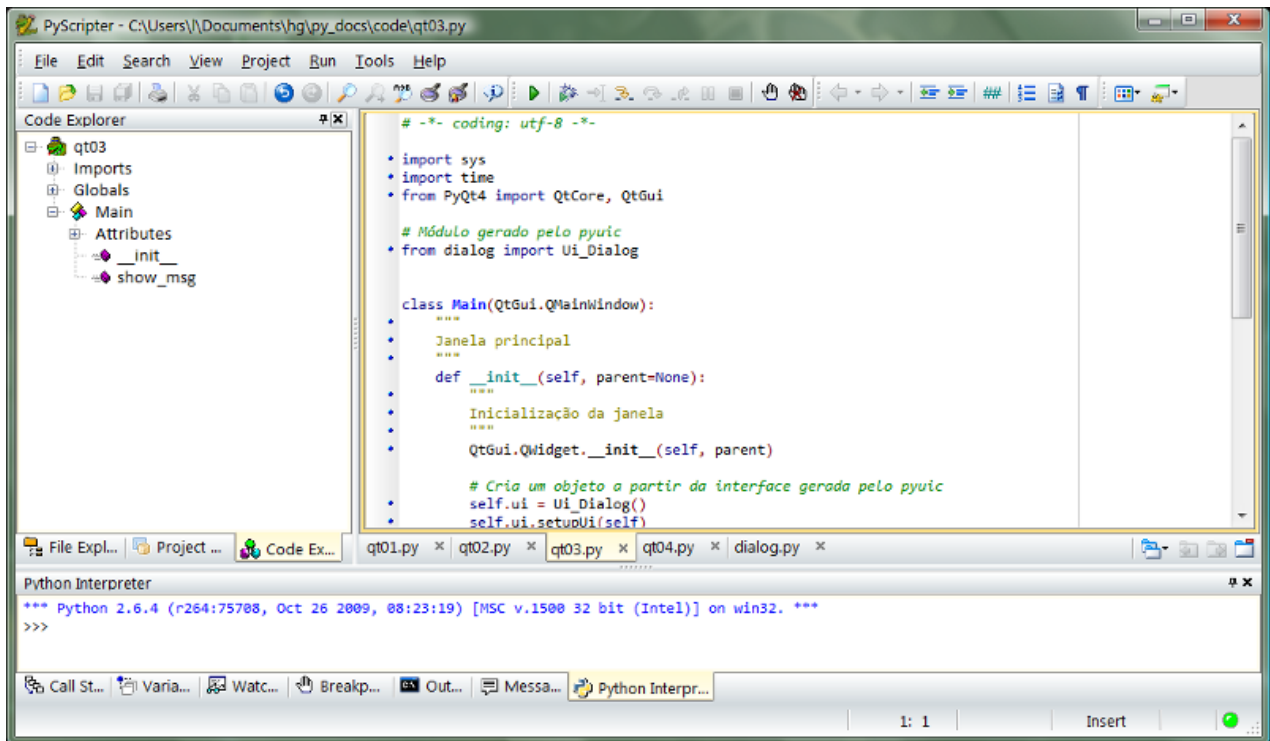 PyScripter - C:\Users\l\Documents\hg\py_docs\code\qt03.py
File Edit Search View Project Run Tools Help
Code Explorer
qt03
Imports
Globals
Main
Attributes
__init__
show_msg
# -*- coding: utf-8 -*-
import sys
import time
from PyQt4 import QtCore, QtGui
# Módulo gerado pelo pyuic
from dialog import Ui_Dialog
class Main(QtGui.QMainWindow):
"""
Janela principal
"""
def __init__(self, parent=None):
"""
Inicialização da janela
"""
QtGui.QWidget.__init__(self, parent)
# Cria um objeto a partir da interface gerada pelo pyuic
self.ui = Ui_Dialog()
self.ui.setupUi(self)
File Expl... Project ... Code Ex...
qt01.py qt02.py qt03.py qt04.py dialog.py
Python Interpreter
*** Python 2.6.4 (r264:75708, Oct 26 2009, 08:23:19) [MSC v.1500 32 bit (Intel)] on win32. ***
>>>
Call St... Varia... Watc... Breakp... Out... Messa... Python Interpr...
1: 1 Insert